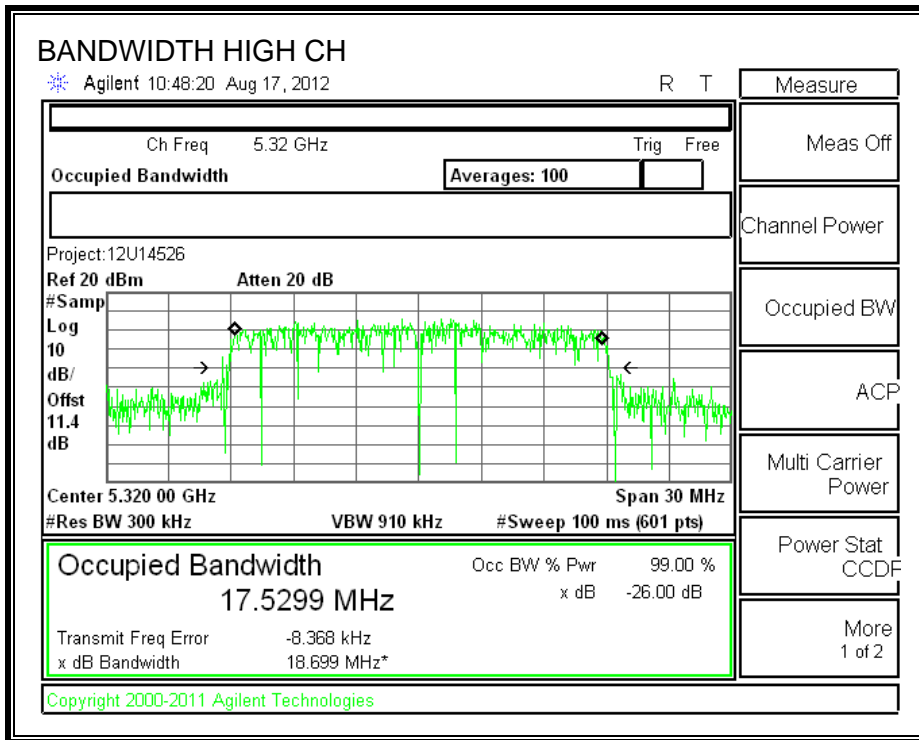 BANDWIDTH HIGH CH
Agilent 10:48:20 Aug 17, 2012 R T
Ch Freq 5.32 GHz Trig Free
Occupied Bandwidth Averages: 100
Project:12U14526
Ref 20 dBm Atten 20 dB
#Samp
Log
10
dB/
Offst
11.4
dB
Center 5.320 00 GHz Span 30 MHz
#Res BW 300 kHz VBW 910 kHz #Sweep 100 ms (601 pts)
Occupied Bandwidth Occ BW % Pwr 99.00 %
17.5299 MHz x dB -26.00 dB
Transmit Freq Error -8.368 kHz
x dB Bandwidth 18.699 MHz*
Copyright 2000-2011 Agilent Technologies
Measure
Meas Off
Channel Power
Occupied BW
ACP
Multi Carrier
Power
Power Stat
CCDF
More
1 of 2